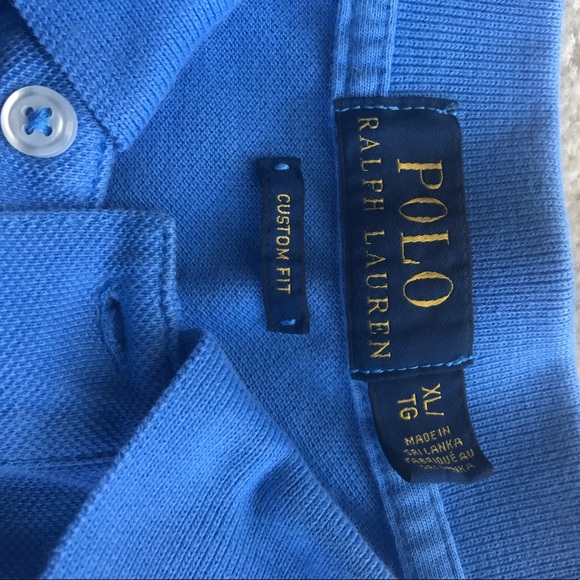 POLO
RALPH LAUREN
CUSTOM FIT
XL/
TG
MADE IN
SRI LANKA
FABRIQUÉ AU
SRI LANKA